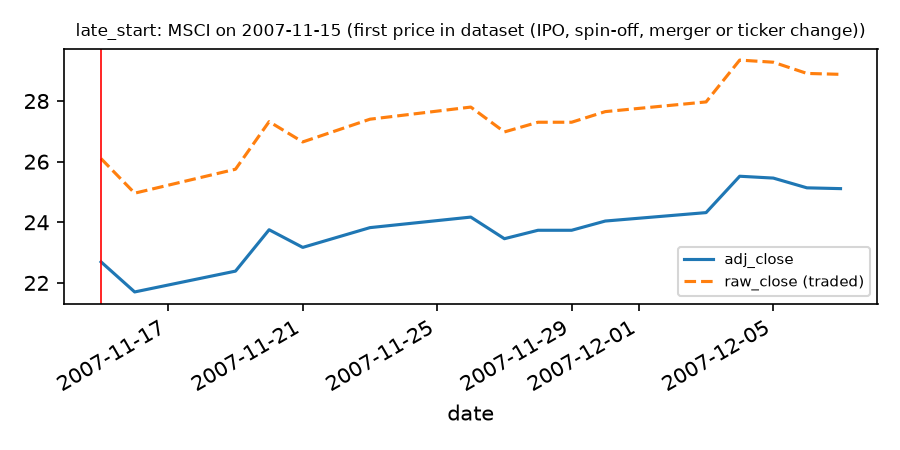 late_start: MSCI on 2007-11-15 (first price in dataset (IPO, spin-off, merger or ticker change))
28
26
24
22
adj_close
raw_close (traded)
2007-11-17
2007-11-21
2007-11-25
2007-11-29
2007-12-01
2007-12-05
date